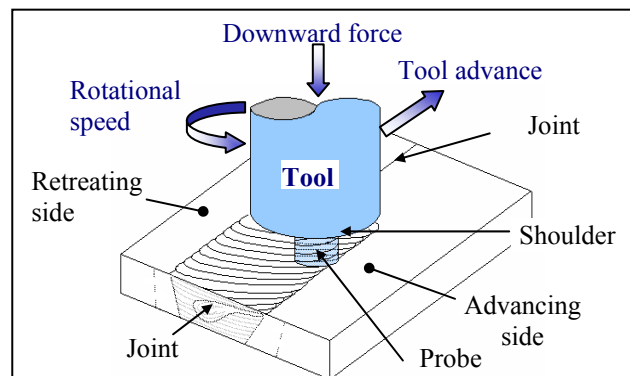 Downward force
Tool advance
Rotational
speed
Joint
Tool
Retreating
side
Shoulder
Advancing
side
Joint
Probe